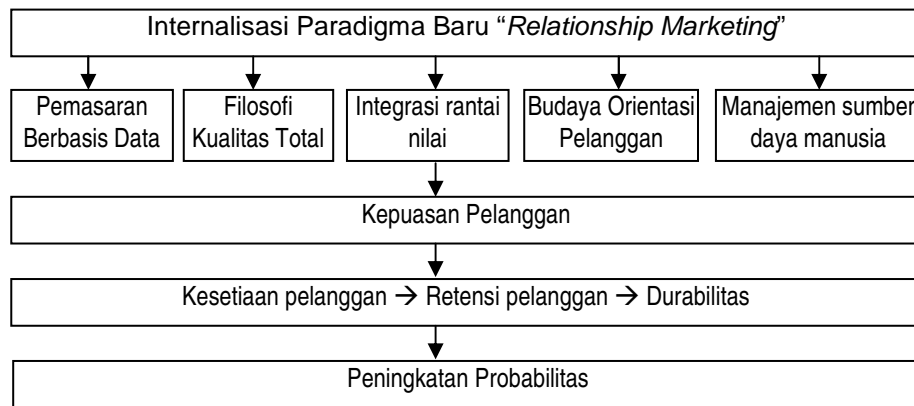 Internalisasi Paradigma Baru “Relationship Marketing”
Pemasaran
Berbasis Data
Filosofi
Kualitas Total
Integrasi rantai
nilai
Budaya Orientasi
Pelanggan
Manajemen sumber
daya manusia
Kepuasan Pelanggan
Kesetiaan pelanggan → Retensi pelanggan → Durabilitas
Peningkatan Probabilitas